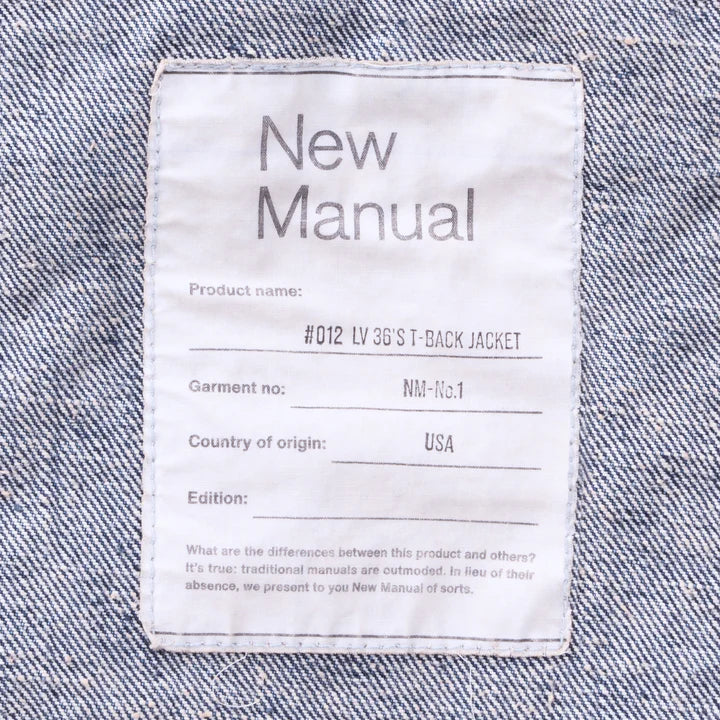 New
Manual
Product name:
#012 LV 36'S T-BACK JACKET
Garment no: NM-No.1
Country of origin: USA
Edition:
What are the differences between this product and others?
It's true: traditional manuals are outmoded. In lieu of their
absence, we present to you New Manual of sorts.